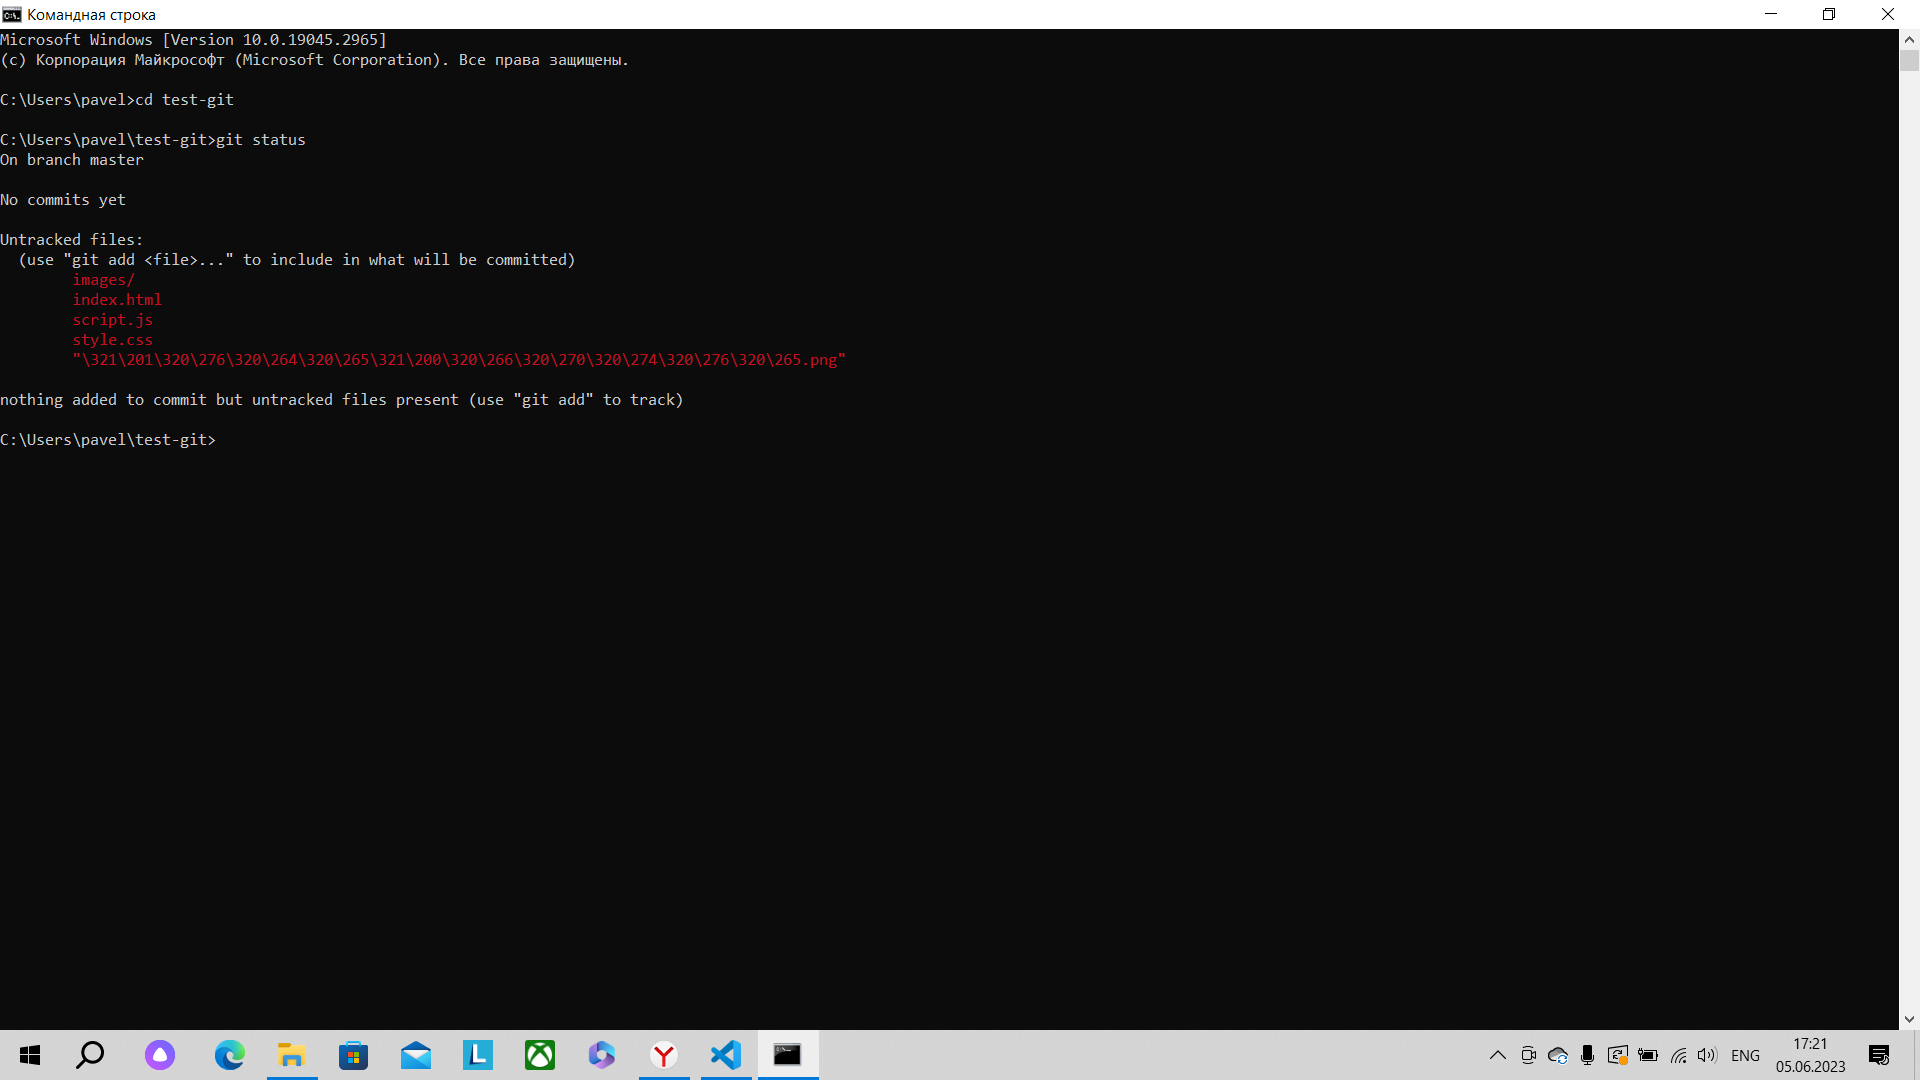 Командная строка
Microsoft Windows [Version 10.0.19045.2965]
(c) Корпорация Майкрософт (Microsoft Corporation). Все права защищены.
C:\Users\pavel>cd test-git
C:\Users\pavel\test-git>git status
On branch master
No commits yet
Untracked files:
  (use "git add <file>..." to include in what will be committed)
        images/
        index.html
        script.js
        style.css
        "\321\201\320\276\320\264\320\265\321\200\320\266\320\270\320\274\320\276\320\265.png"
nothing added to commit but untracked files present (use "git add" to track)
C:\Users\pavel\test-git>
ENG
17:21
05.06.2023